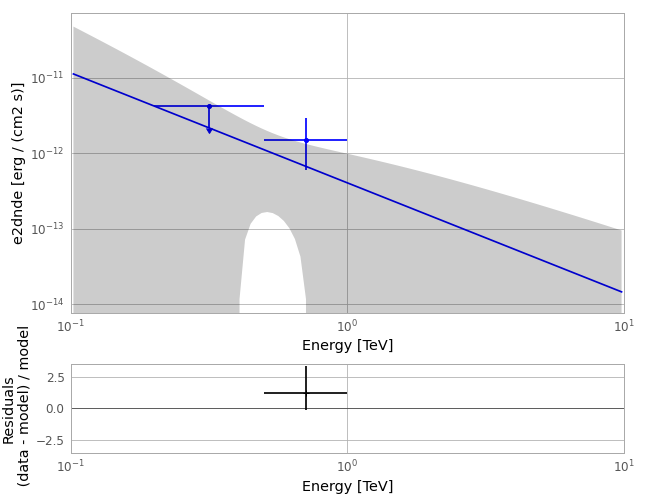 e2dnde [erg / (cm2 s)]
10⁻¹¹
10⁻¹²
10⁻¹³
10⁻¹⁴
10⁻¹ 10⁰ 10¹
Energy [TeV]
Residuals
(data - model) / model
2.5
0.0
−2.5
10⁻¹ 10⁰ 10¹
Energy [TeV]